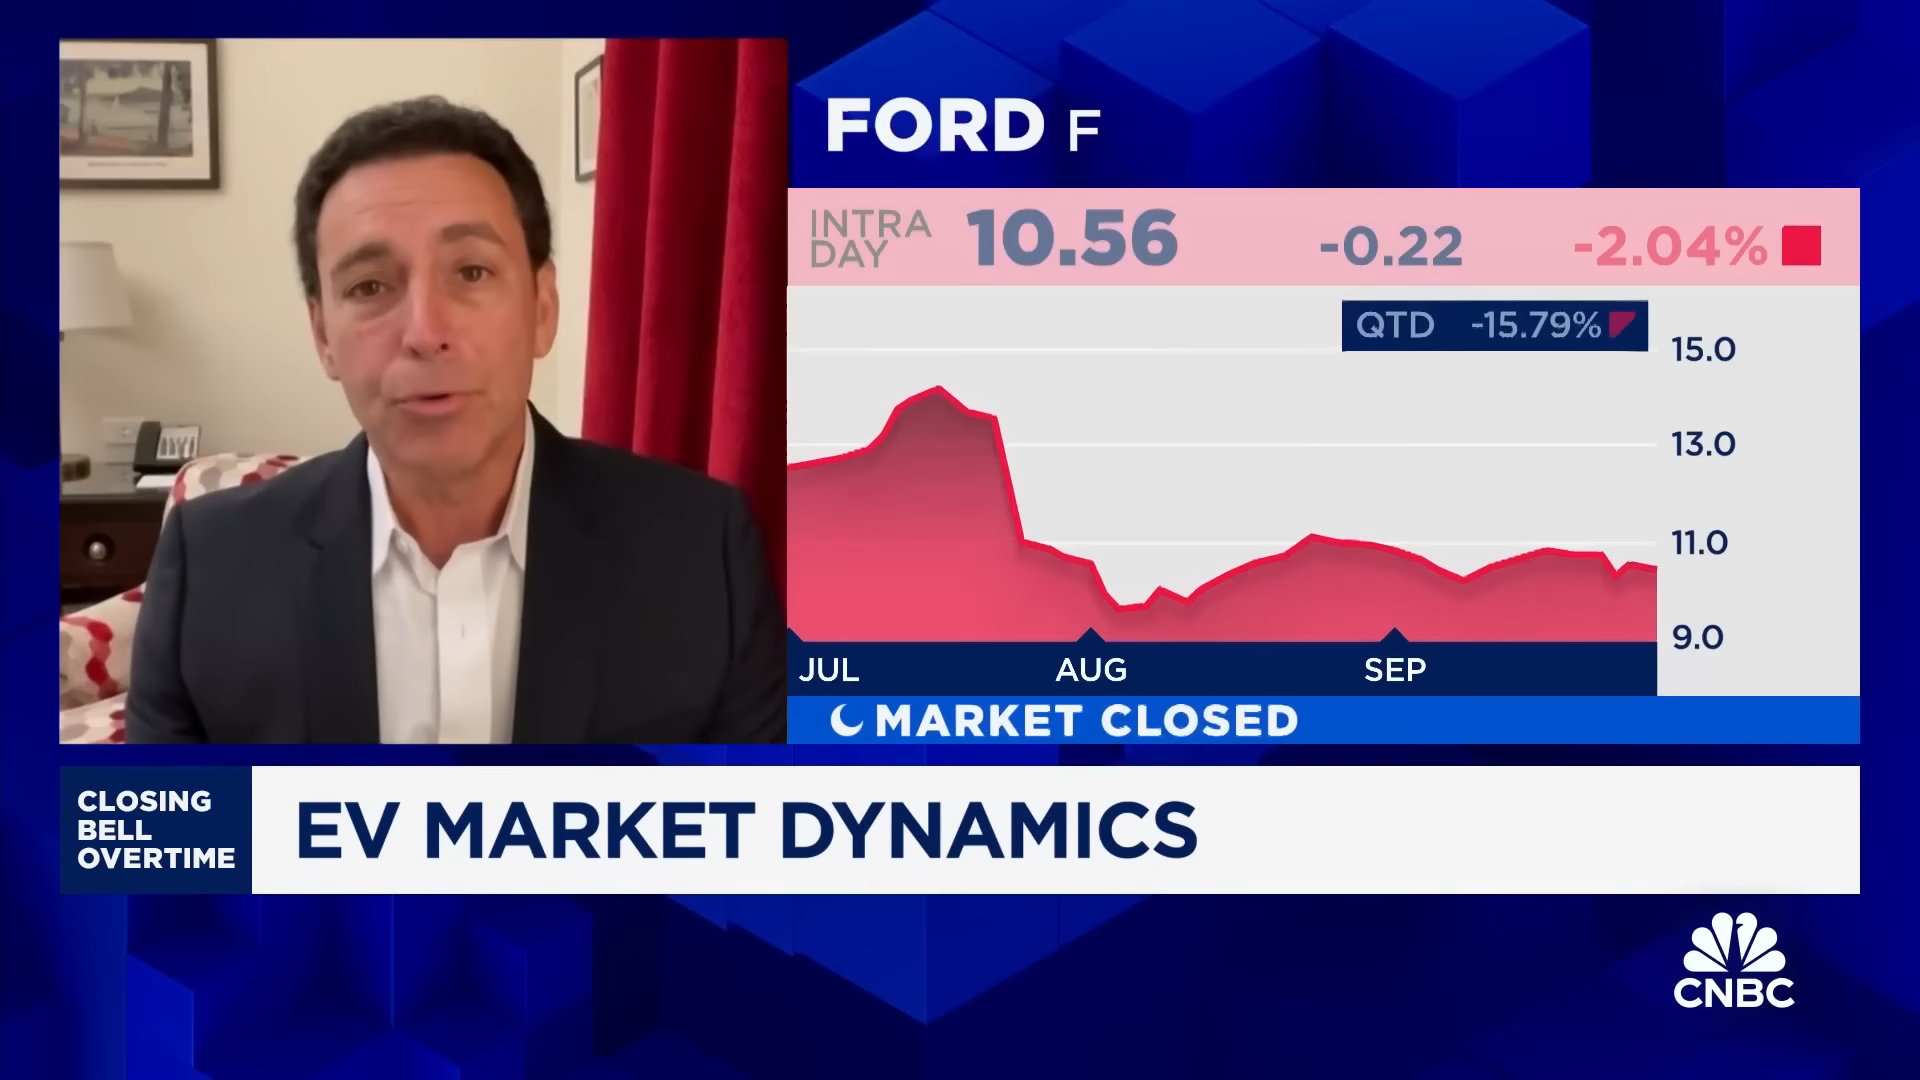 FORD F
INTRA
DAY
10.56 -0.22 -2.04%
QTD -15.79%
15.0
13.0
11.0
9.0
JUL AUG SEP
MARKET CLOSED
CLOSING
BELL
OVERTIME
EV MARKET DYNAMICS
CNBC